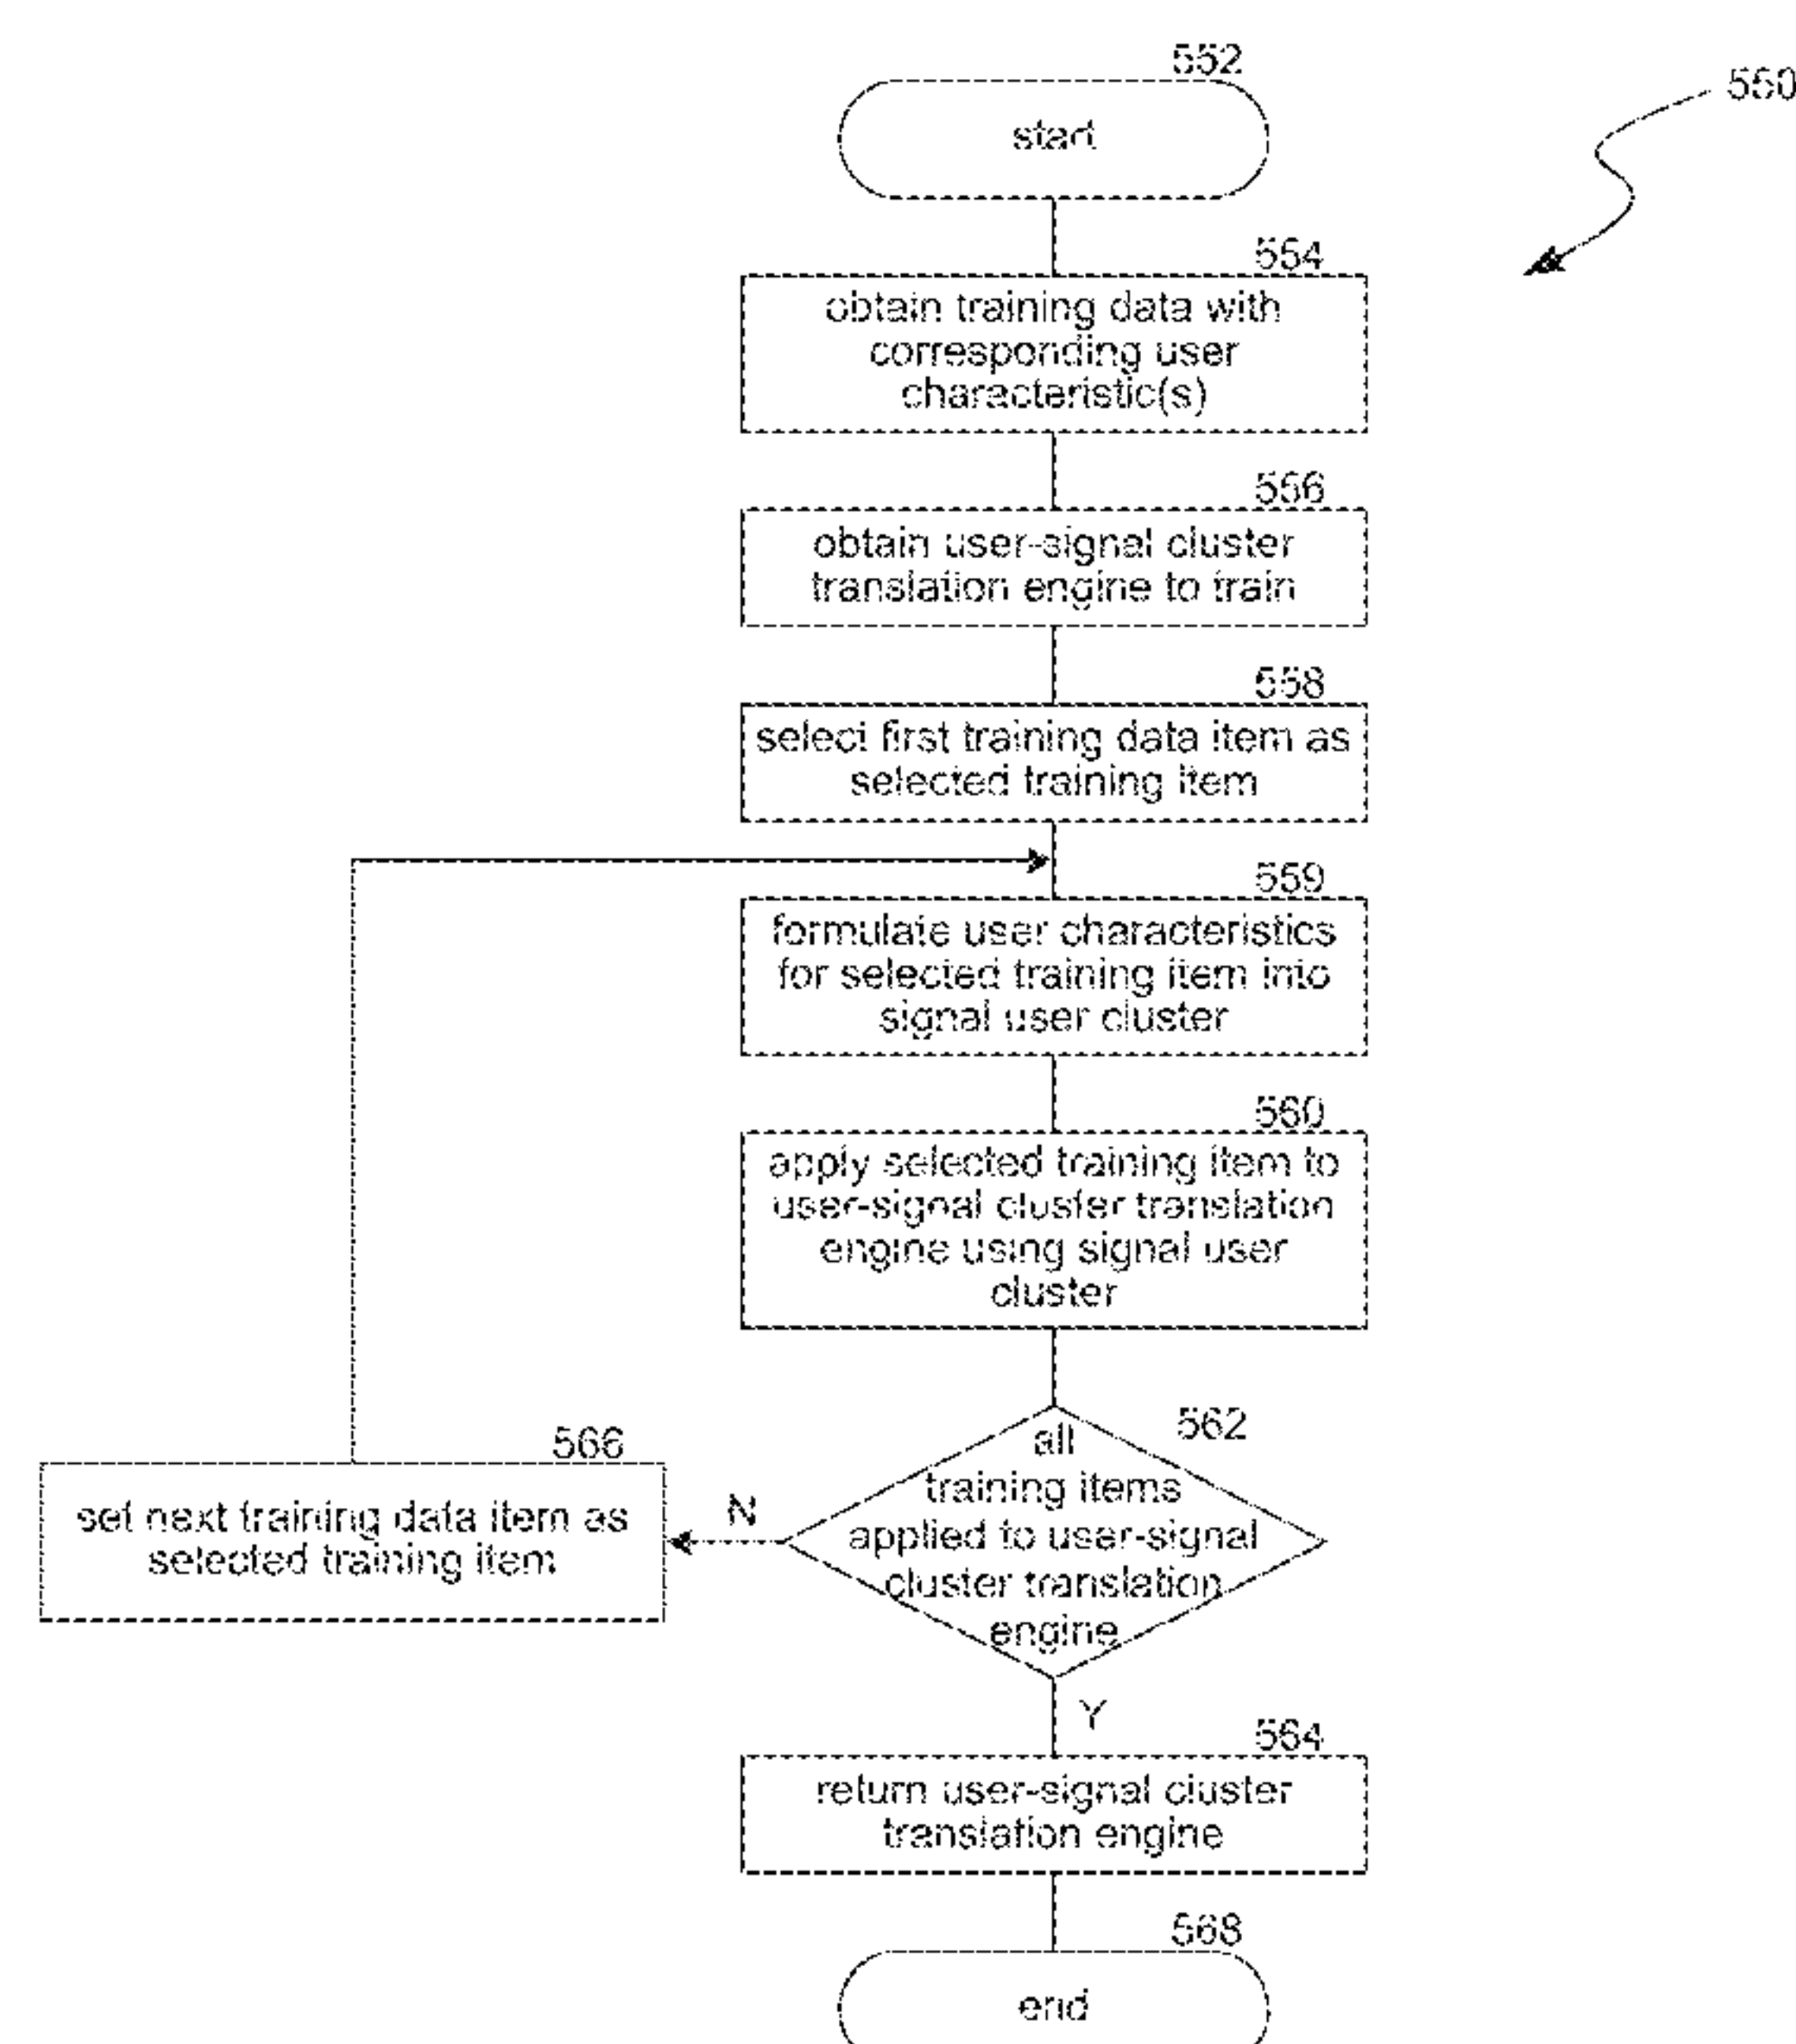 552
550
start
554
obtain training data with
corresponding user
characteristic(s)
556
obtain user-signal cluster
translation engine to train
558
select first training data item as
selected training item
559
formulate user characteristics
for selected training item into
signal user cluster
560
apply selected training item to
user-signal cluster translation
engine using signal user
cluster
562
all
training items
applied to user-signal
cluster translation
engine
566
set next training data item as
selected training item
N
Y
564
return user-signal cluster
translation engine
568
end